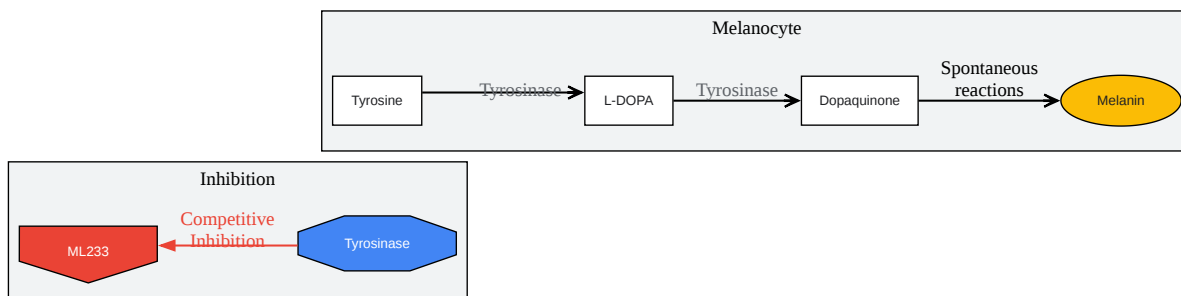 Melanocyte
Tyrosine
Tyrosinase
L-DOPA
Tyrosinase
Dopaquinone
Spontaneous
reactions
Melanin
Inhibition
ML233
Competitive
Inhibition
Tyrosinase